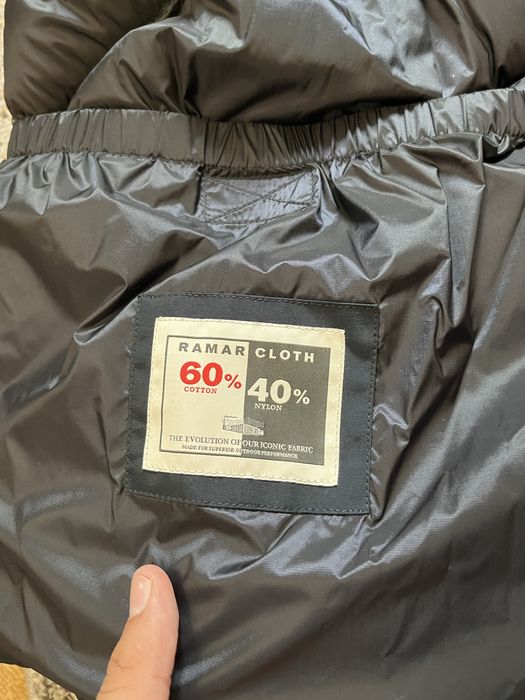 RAMAR CLOTH
60% 40%
COTTON NYLON
THE EVOLUTION OF OUR ICONIC FABRIC
MADE FOR SUPERIOR OUTDOOR PERFORMANCE